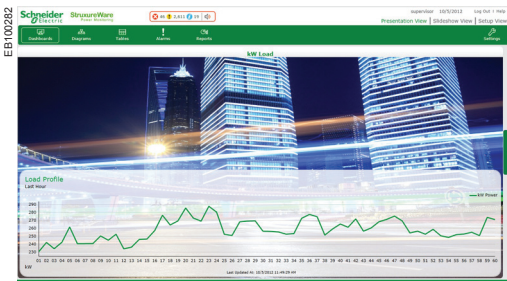 EB100282
Schneider Electric StruxureWare Power Monitoring 46 2,611 19 supervisor 10/5/2012 Log Out | Help
Presentation View | Slideshow View | Setup View
Dashboards Diagrams Tables Alarms Reports Settings
kW Load
Load Profile
Last Hour
kW Power
290
280
270
260
250
240
230
01 02 03 04 05 06 07 08 09 10 11 12 13 14 15 16 17 18 19 20 21 22 23 24 25 26 27 28 29 30 31 32 33 34 35 36 37 38 39 40 41 42 43 44 45 46 47 48 49 50 51 52 53 54 55 56 57 58 59 60
kW
Last Updated At: 10/5/2012 11:49:29 AM